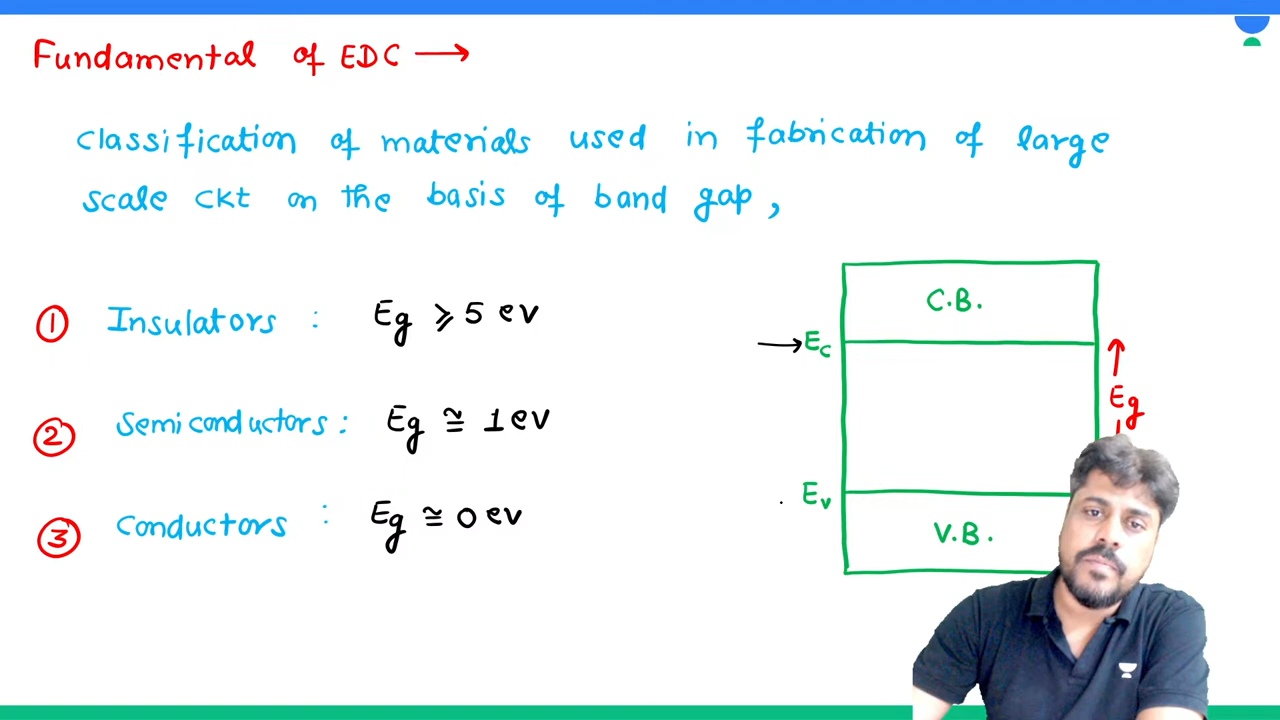 Fundamental of EDC →
classification of materials used in fabrication of large
scale ckt on the basis of band gap,
① Insulators : Eg ⩾ 5 ev
② Semiconductors : Eg ≅ 1 ev
③ conductors : Eg ≅ 0 ev
C.B.
→ Ec
Eg
Ev
V.B.